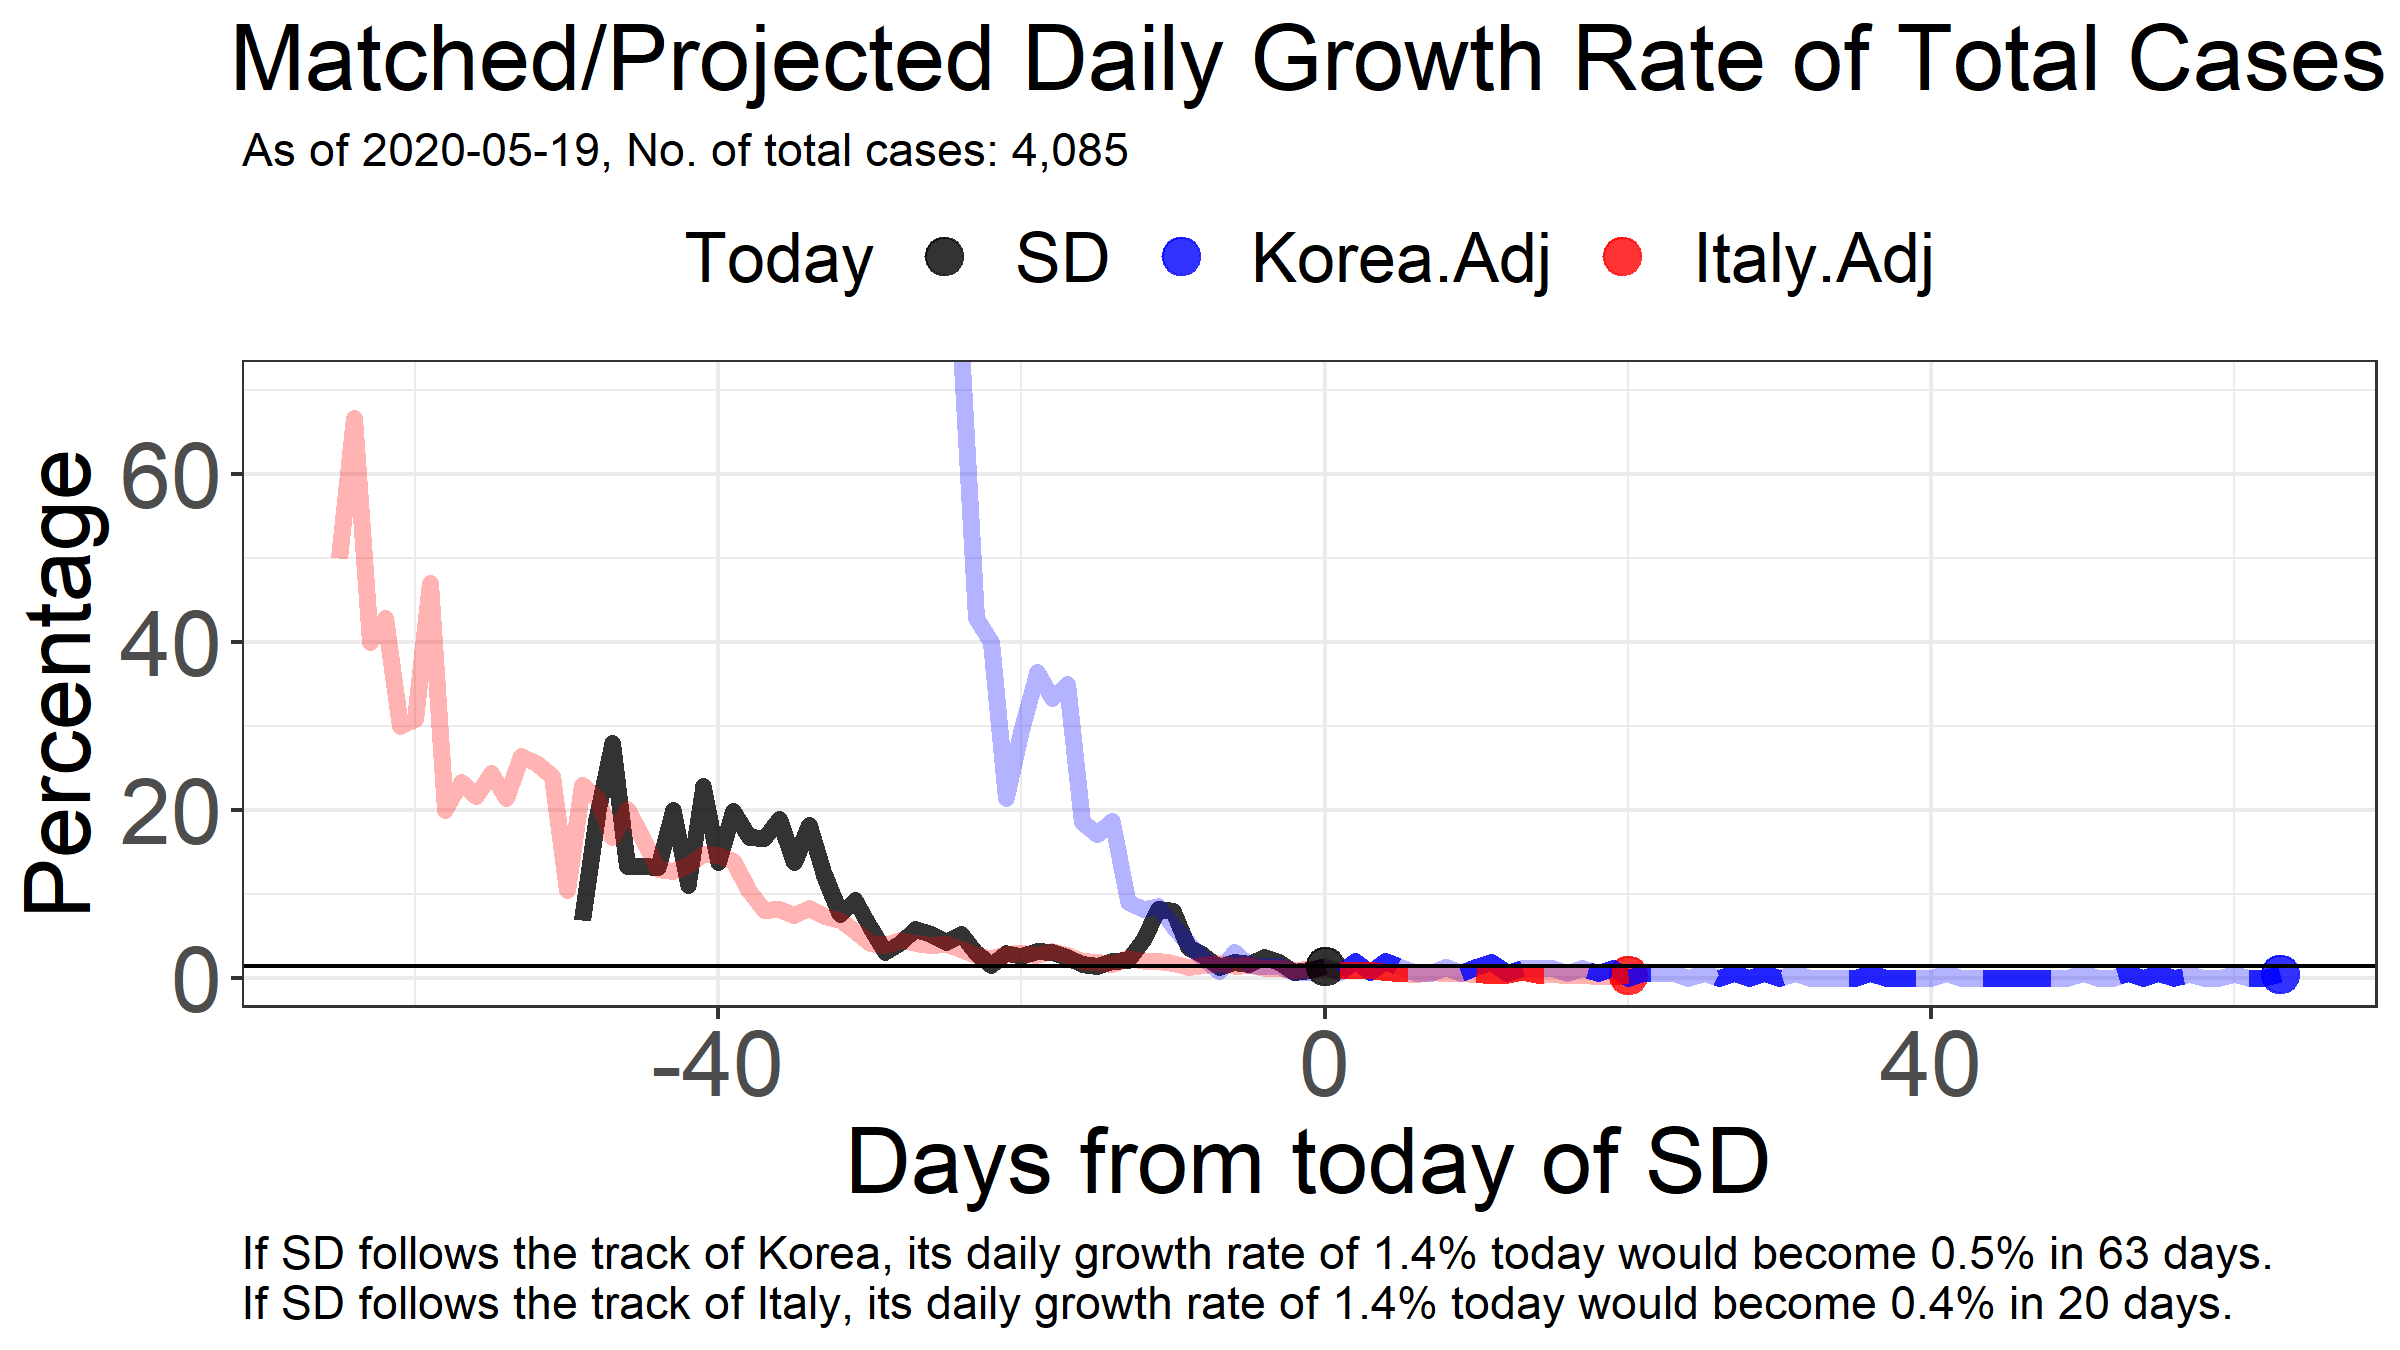 Matched/Projected Daily Growth Rate of Total Cases
As of 2020-05-19, No. of total cases: 4,085
Today SD Korea.Adj Italy.Adj
Percentage
60
40
20
0
-40 0 40
Days from today of SD
If SD follows the track of Korea, its daily growth rate of 1.4% today would become 0.5% in 63 days.
If SD follows the track of Italy, its daily growth rate of 1.4% today would become 0.4% in 20 days.